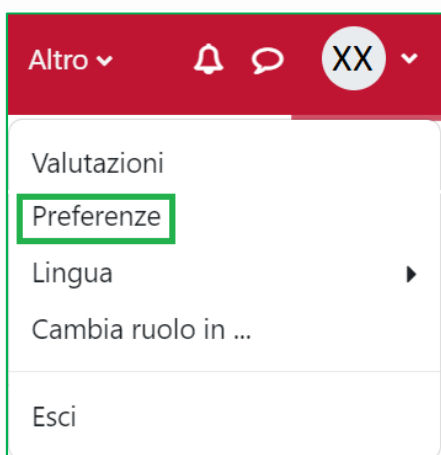 Altro XX
Valutazioni
Preferenze
Lingua
Cambia ruolo in ...
Esci